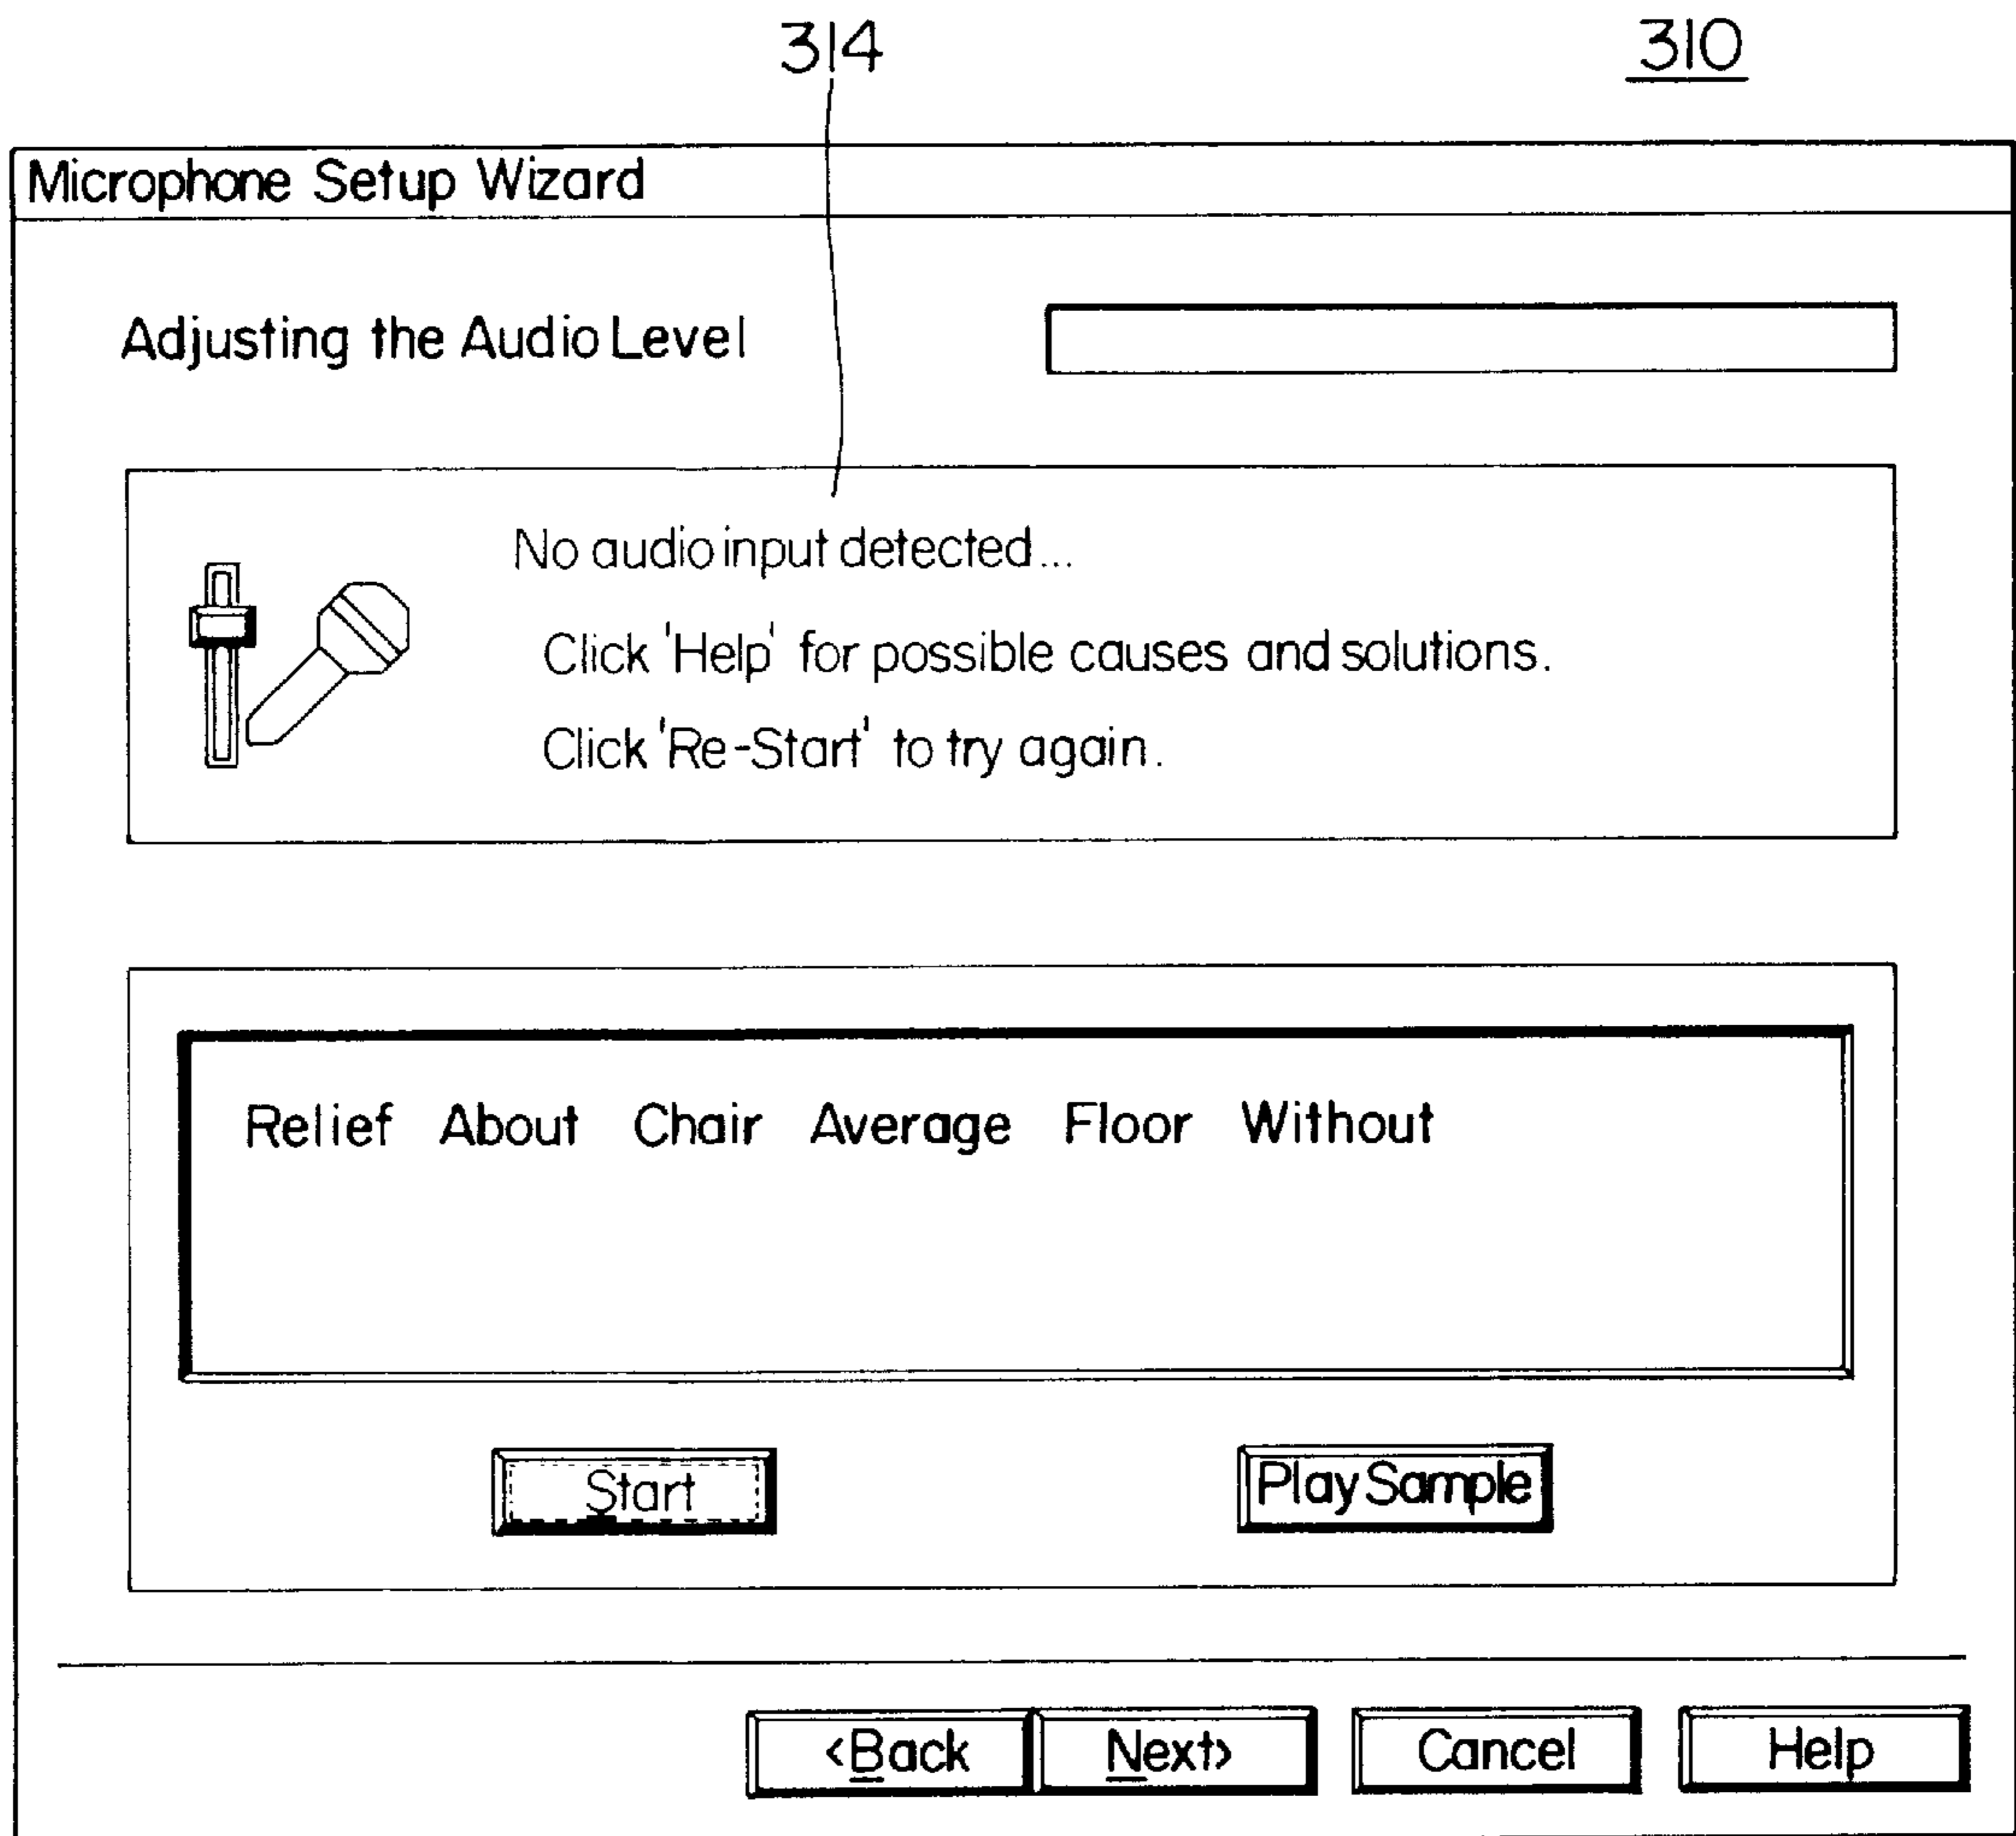 314 310
Microphone Setup Wizard
Adjusting the Audio Level
No audio input detected...
Click 'Help' for possible causes and solutions.
Click 'Re-Start' to try again.
Relief About Chair Average Floor Without
Start Play Sample
<Back Next> Cancel Help